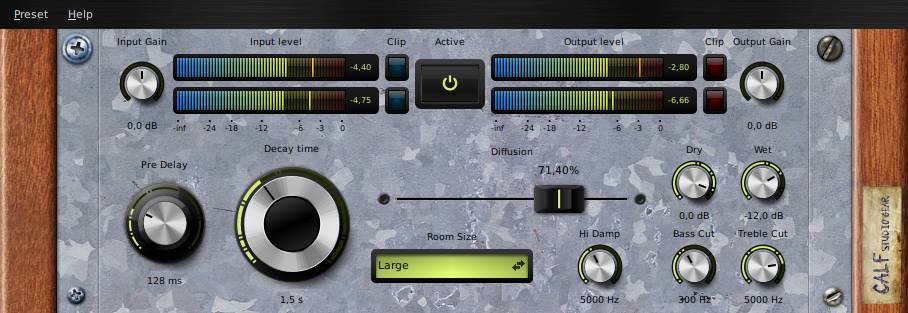 Preset Help
Input Gain Input level Clip Active Output level Clip Output Gain
-4,40 -2,80
-4,75 -6,66
0,0 dB -inf -24 -18 -12 -6 -3 0 -inf -24 -18 -12 -6 -3 0 0,0 dB
Pre Delay Decay time Diffusion Dry Wet
71,40%
0,0 dB -12,0 dB
Room Size Hi Damp Bass Cut Treble Cut
Large
128 ms 1,5 s 5000 Hz 300 Hz 5000 Hz
CALF STUDIO GEAR